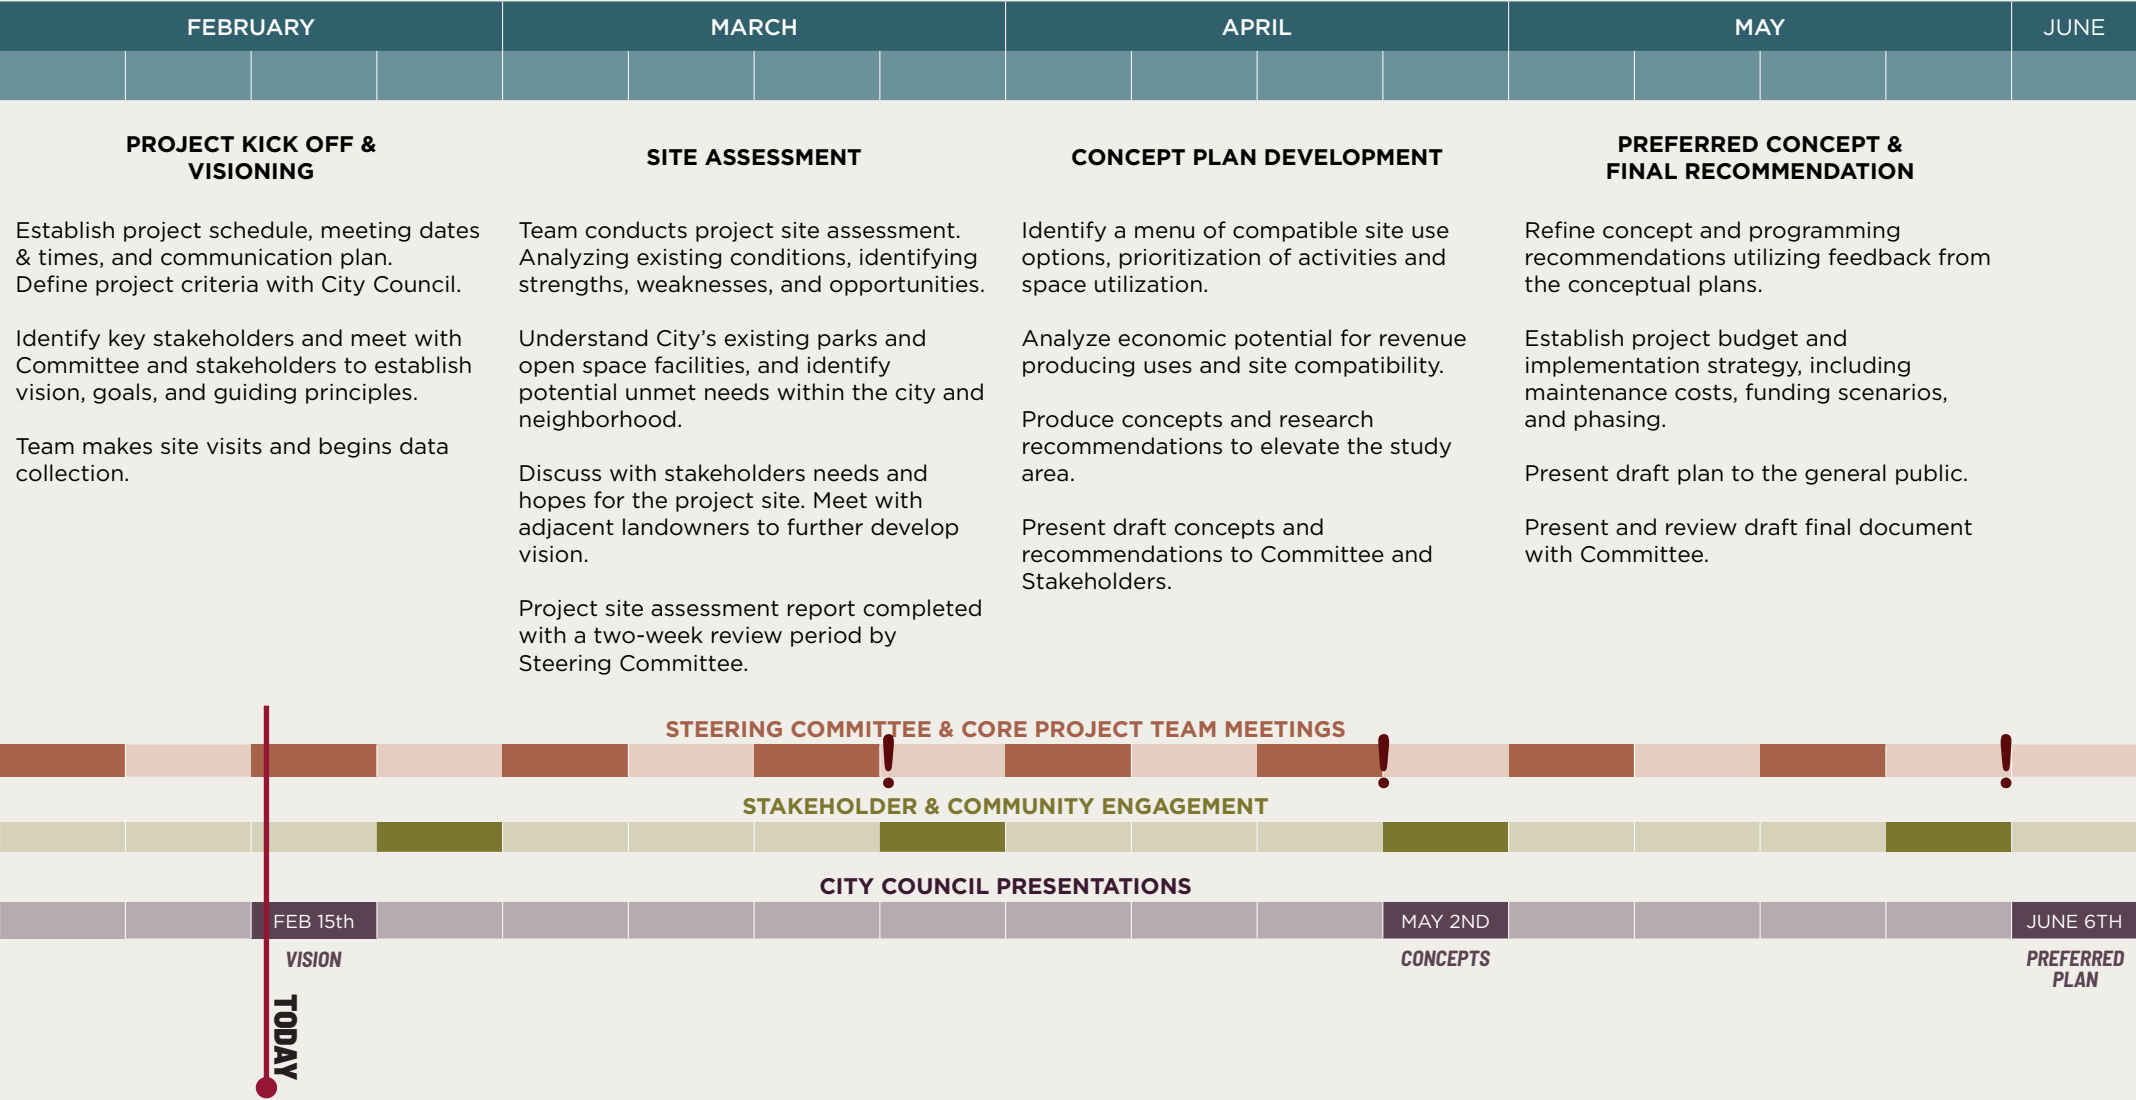 FEBRUARY
MARCH
APRIL
MAY
JUNE
PROJECT KICK OFF &
VISIONING
Establish project schedule, meeting dates
& times, and communication plan.
Define project criteria with City Council.
Identify key stakeholders and meet with
Committee and stakeholders to establish
vision, goals, and guiding principles.
Team makes site visits and begins data
collection.
SITE ASSESSMENT
Team conducts project site assessment.
Analyzing existing conditions, identifying
strengths, weaknesses, and opportunities.
Understand City’s existing parks and
open space facilities, and identify
potential unmet needs within the city and
neighborhood.
Discuss with stakeholders needs and
hopes for the project site. Meet with
adjacent landowners to further develop
vision.
Project site assessment report completed
with a two-week review period by
Steering Committee.
CONCEPT PLAN DEVELOPMENT
Identify a menu of compatible site use
options, prioritization of activities and
space utilization.
Analyze economic potential for revenue
producing uses and site compatibility.
Produce concepts and research
recommendations to elevate the study
area.
Present draft concepts and
recommendations to Committee and
Stakeholders.
PREFERRED CONCEPT &
FINAL RECOMMENDATION
Refine concept and programming
recommendations utilizing feedback from
the conceptual plans.
Establish project budget and
implementation strategy, including
maintenance costs, funding scenarios,
and phasing.
Present draft plan to the general public.
Present and review draft final document
with Committee.
STEERING COMMITTEE & CORE PROJECT TEAM MEETINGS
!
!
!
STAKEHOLDER & COMMUNITY ENGAGEMENT
CITY COUNCIL PRESENTATIONS
FEB 15th
MAY 2ND
JUNE 6TH
VISION
CONCEPTS
PREFERRED
PLAN
TODAY